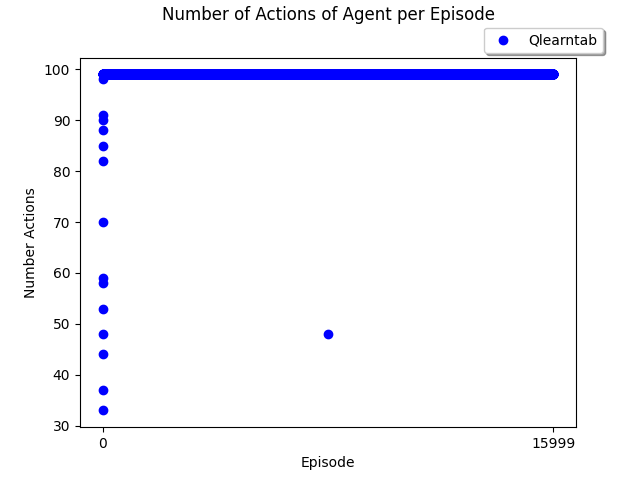 Number of Actions of Agent per Episode
Qlearntab
100
90
80
70
60
50
40
30
Number Actions
0
15999
Episode